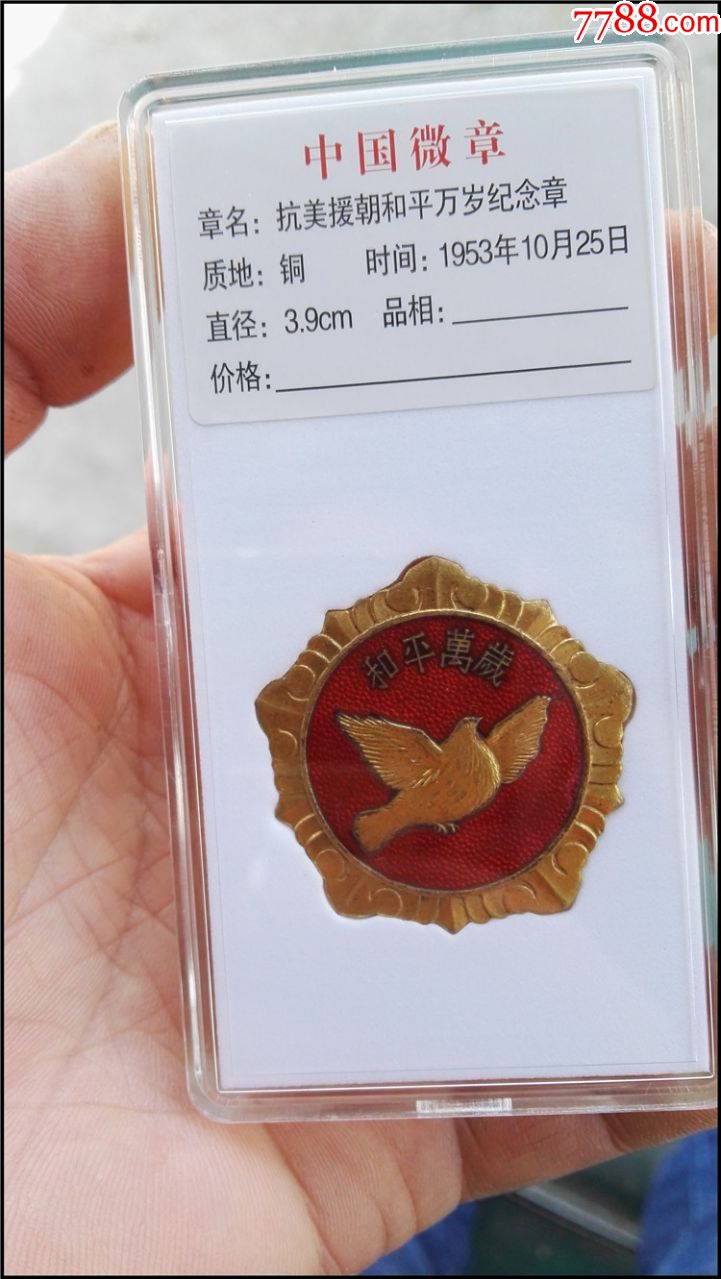 7788.com
中国微章
章名：抗美援朝和平万岁纪念章
质地：铜 时间：1953年10月25日
直径：3.9cm 品相：
价格：
和平萬歲